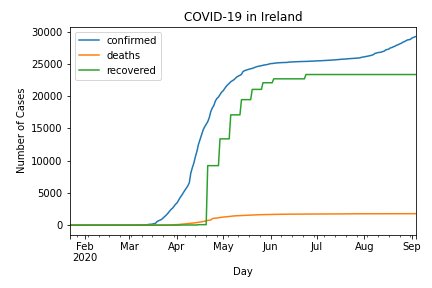 COVID-19 in Ireland
confirmed
deaths
recovered
Number of Cases
30000
25000
20000
15000
10000
5000
0
Feb Mar Apr May Jun Jul Aug Sep
2020
Day